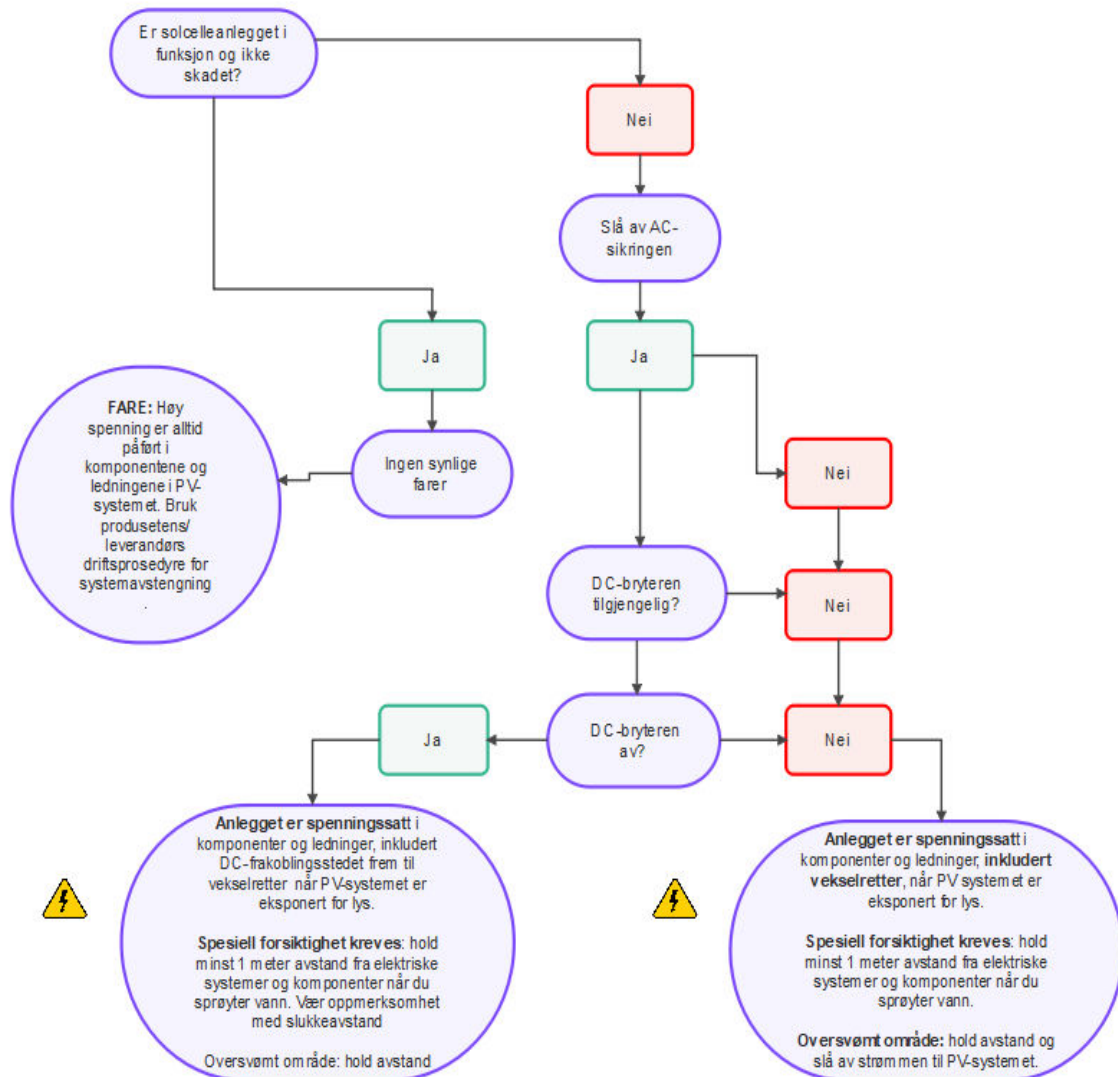 Er solcelleanlegget i
funksjon og ikke
skadet?
Nei
Slå av AC-
sikringen
Ja
Ja
FARE: Høy
spenning er alltid
påført i
komponentene og
ledningene i PV-
systemet. Bruk
produsetens/
leverandørs
driftsprosedyre for
systemavstengning
.
Ingen synlige
farer
Nei
DC-bryteren
tilgjengelig?
Nei
Ja
DC-bryteren
av?
Nei
Anlegget er spenningssatt i
komponenter og ledninger, inkludert
DC-frakoblingsstedet frem til
vekselretter når PV-systemet er
eksponert for lys.
Spesiell forsiktighet kreves: hold
minst 1 meter avstand fra elektriske
systemer og komponenter når du
sprøyter vann. Vær oppmerksomhet
med slukkeavstand
Oversvømt område: hold avstand
Anlegget er spenningssatt i
komponenter og ledninger, inkludert
vekselretter, når PV systemet er
eksponert for lys.
Spesiell forsiktighet kreves: hold
minst 1 meter avstand fra elektriske
systemer og komponenter når du
sprøyter vann.
Oversvømt område: hold avstand og
slå av strømmen til PV-systemet.